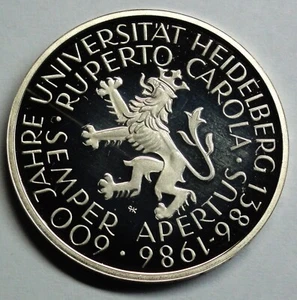 600 JAHRE UNIVERSITÄT HEIDELBERG 1386-1986 ·
RUPERTO CAROLA · SEMPER APERTUS ·